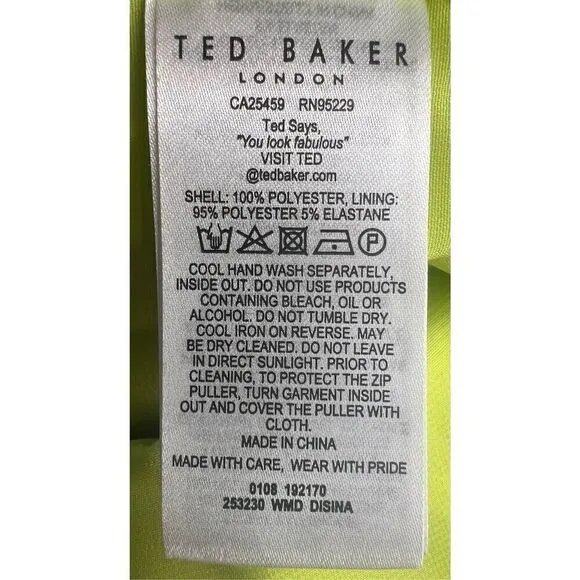 TED BAKER
LONDON
CA25459 RN95229
Ted Says,
"You look fabulous"
VISIT TED
@tedbaker.com
SHELL: 100% POLYESTER, LINING:
95% POLYESTER 5% ELASTANE
P
COOL HAND WASH SEPARATELY,
INSIDE OUT. DO NOT USE PRODUCTS
CONTAINING BLEACH, OIL OR
ALCOHOL. DO NOT TUMBLE DRY.
COOL IRON ON REVERSE. MAY
BE DRY CLEANED. DO NOT LEAVE
IN DIRECT SUNLIGHT. PRIOR TO
CLEANING, TO PROTECT THE ZIP
PULLER, TURN GARMENT INSIDE
OUT AND COVER THE PULLER WITH
CLOTH.
MADE IN CHINA
MADE WITH CARE, WEAR WITH PRIDE
0108 192170
253230 WMD DISINA